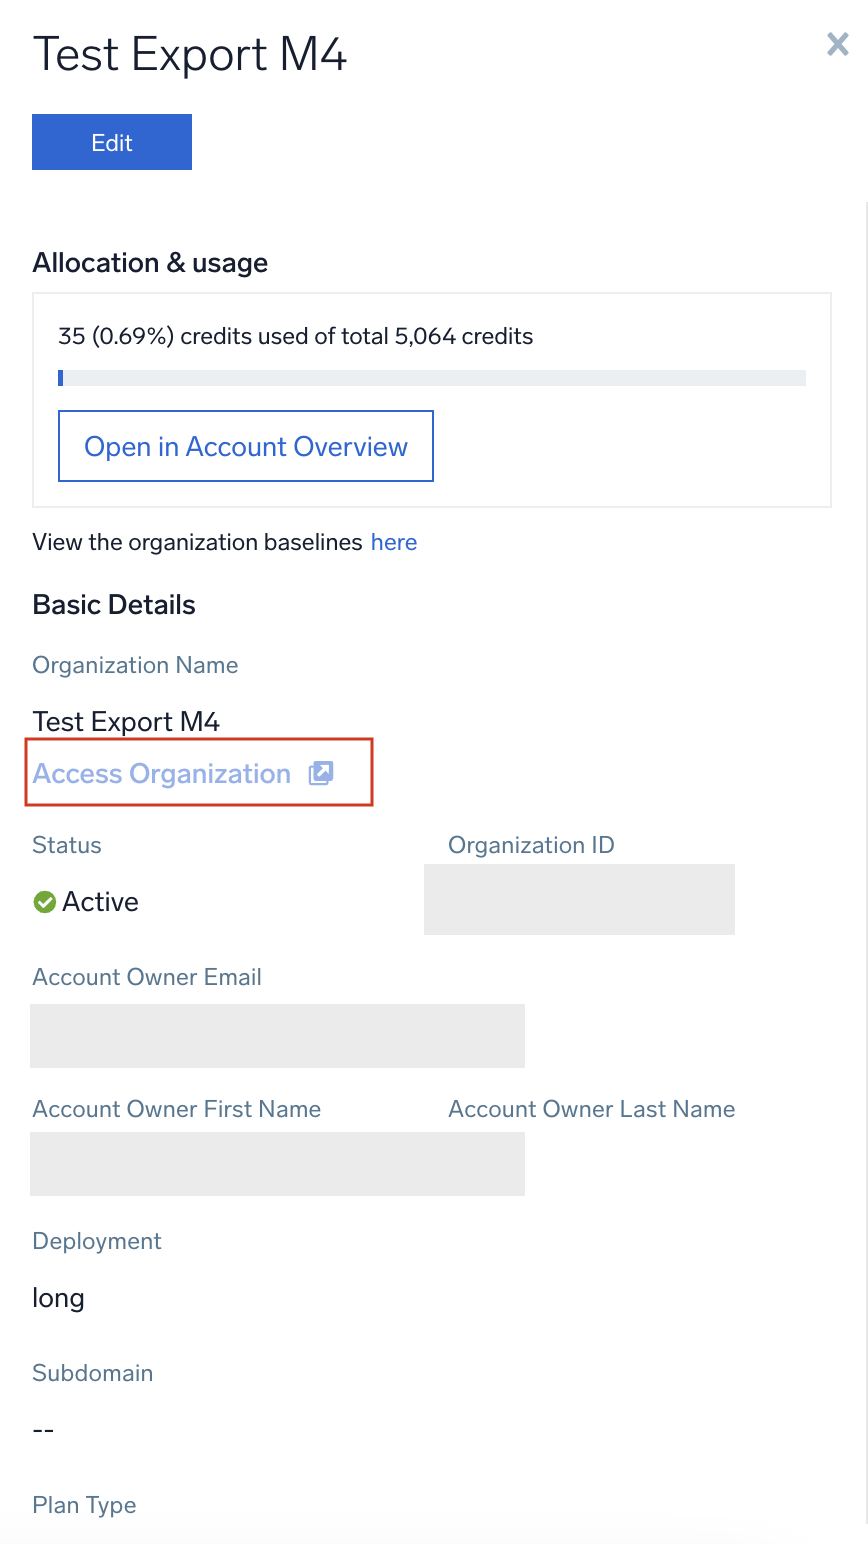 Test Export M4
Edit
Allocation & usage
35 (0.69%) credits used of total 5,064 credits
Open in Account Overview
View the organization baselines here
Basic Details
Organization Name
Test Export M4
Access Organization
Status
Organization ID
Active
Account Owner Email
Account Owner First Name
Account Owner Last Name
Deployment
long
Subdomain
--
Plan Type